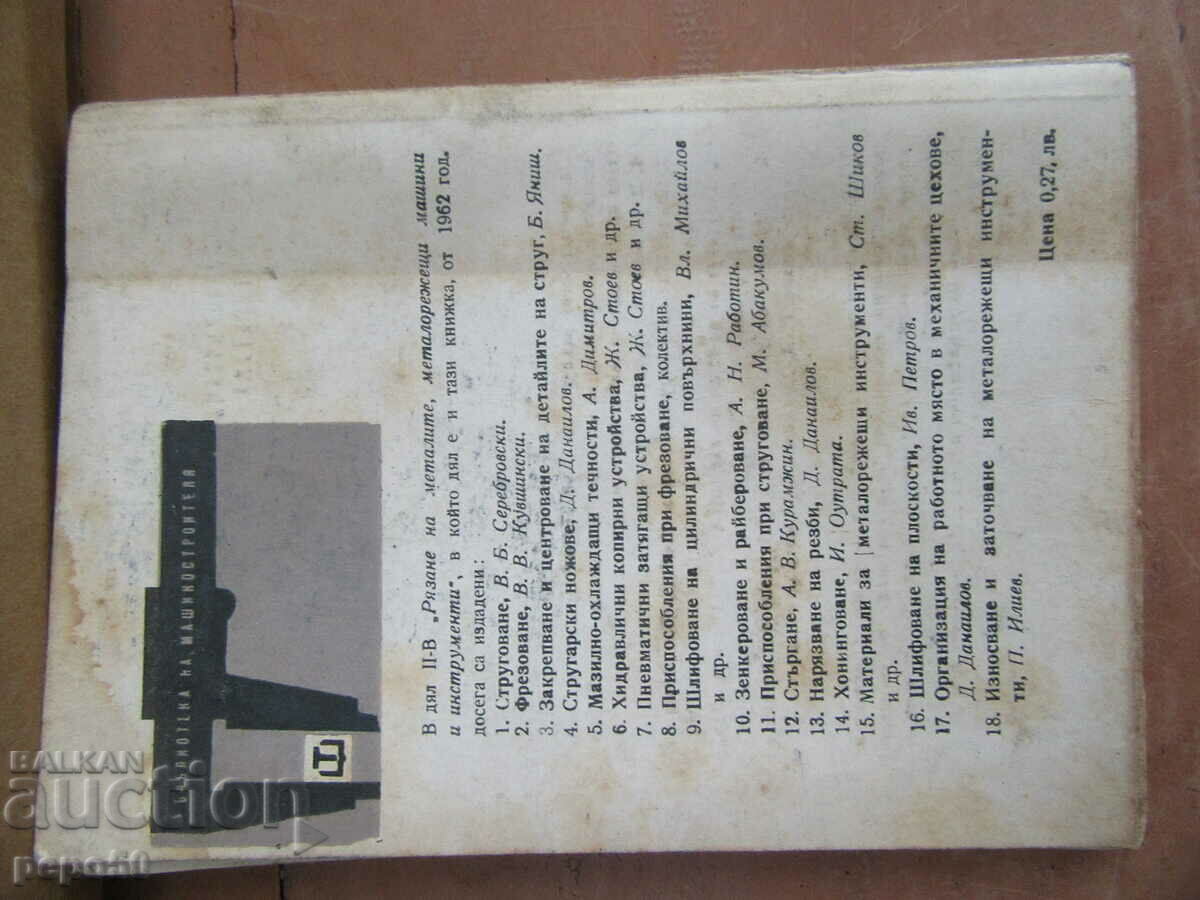 БИБЛИОТЕКА НА МАШИНОСТРОИТЕЛЯ
В дял II-В „Рязане на металите, металорежещи машини
и инструменти“, в който дял е и тази книжка, от 1962 год.
досега са издадени:
1. Струговане, В. Б. Серебровски.
2. Фрезоване, В. В. Кувшински.
3. Закрепване и центроване на детайлите на струг, Б. Яниш.
4. Стругарски ножове, Д. Данаилов.
5. Мазилно-охлаждащи течности, А. Димитров.
6. Хидравлични копирни устройства, Ж. Стоев и др.
7. Пневматични затягащи устройства, Ж. Стоев и др.
8. Приспособления при фрезоване, колектив.
9. Шлифоване на цилиндрични повърхнини, Вл. Михайлов
и др.
10. Зенкероване и райбероване, А. Н. Работин.
11. Приспособления при струговане, М. Абакумов.
12. Стъргане, А. В. Курамжин.
13. Нарязване на резби, Д. Данаилов.
14. Хонинговане, И. Оутрата.
15. Материали за металорежещи инструменти, Ст. Шиков
и др.
16. Шлифоване на плоскости, Ив. Петров.
17. Организация на работното място в механичните цехове,
Д. Данаилов.
18. Износване и заточване на металорежещи инструмен-
ти, П. Илиев.
Цена 0,27, лв.
BALKAN
auction
pepo61